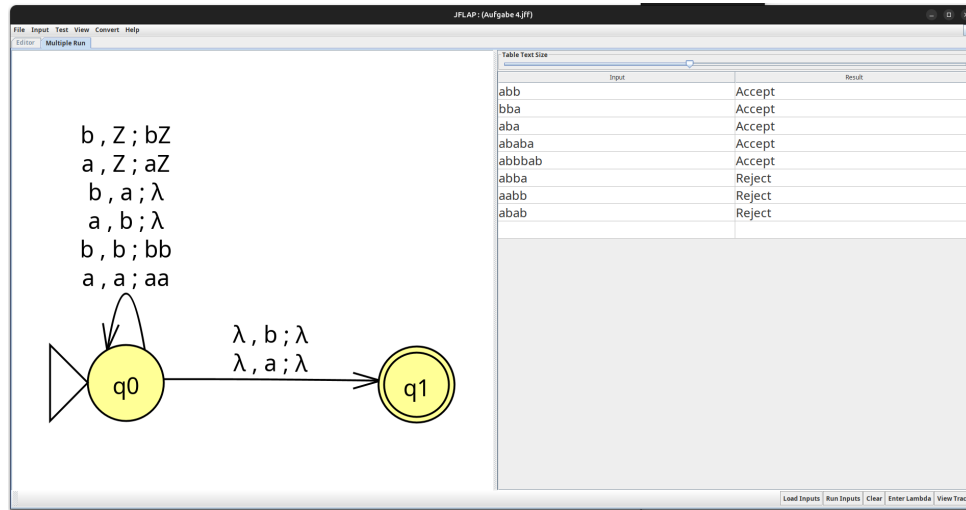 JFLAP : (Aufgabe 4.jff)
File Input Test View Convert Help
Editor Multiple Run
b , Z ; bZ
a , Z ; aZ
b , a ; λ
a , b ; λ
b , b ; bb
a , a ; aa
λ , b ; λ
λ , a ; λ
q0
q1
Table Text Size
Input Result
abb Accept
bba Accept
aba Accept
ababa Accept
abbbab Accept
abba Reject
aabb Reject
abab Reject
Load Inputs Run Inputs Clear Enter Lambda View Trac